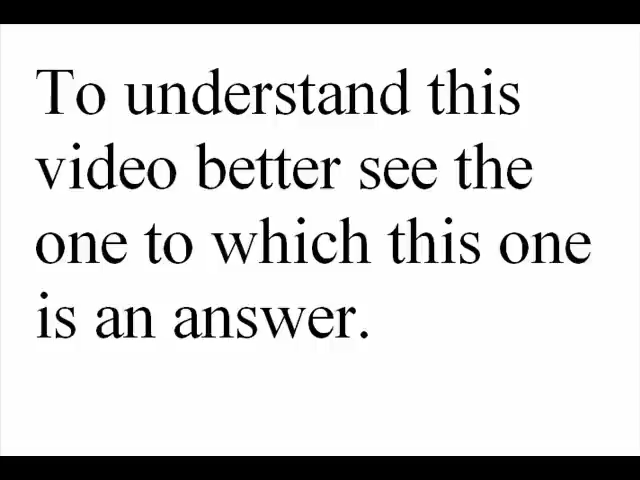 To understand this
video better see the
one to which this one
is an answer.